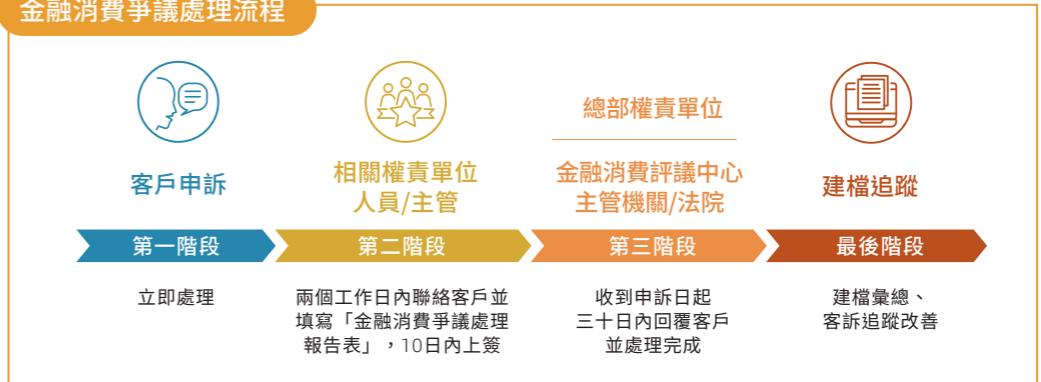 金融消費爭議處理流程
客戶申訴
第一階段
立即處理
相關權責單位
人員/主管
第二階段
兩個工作日內聯絡客戶並
填寫「金融消費爭議處理
報告表」，10日內上簽
總部權責單位
金融消費評議中心
主管機關/法院
第三階段
收到申訴日起
三十日內回覆客戶
並處理完成
建檔追蹤
最後階段
建檔彙總、
客訴追蹤改善